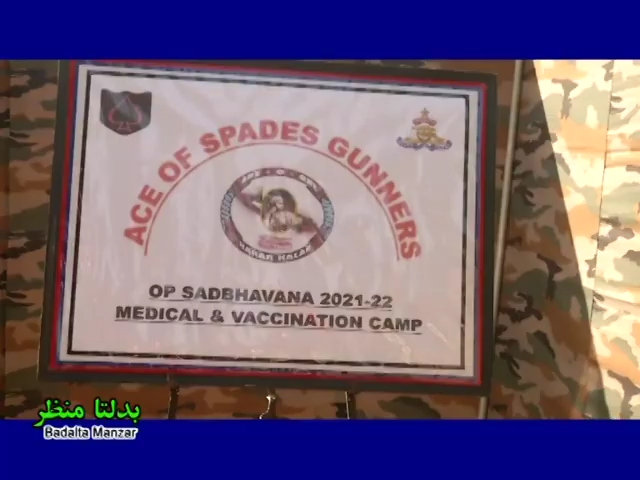 ACE OF SPADES GUNNERS
OP SADBHAVANA 2021-22
MEDICAL & VACCINATION CAMP
بدلتا منظر
Badalta Manzar